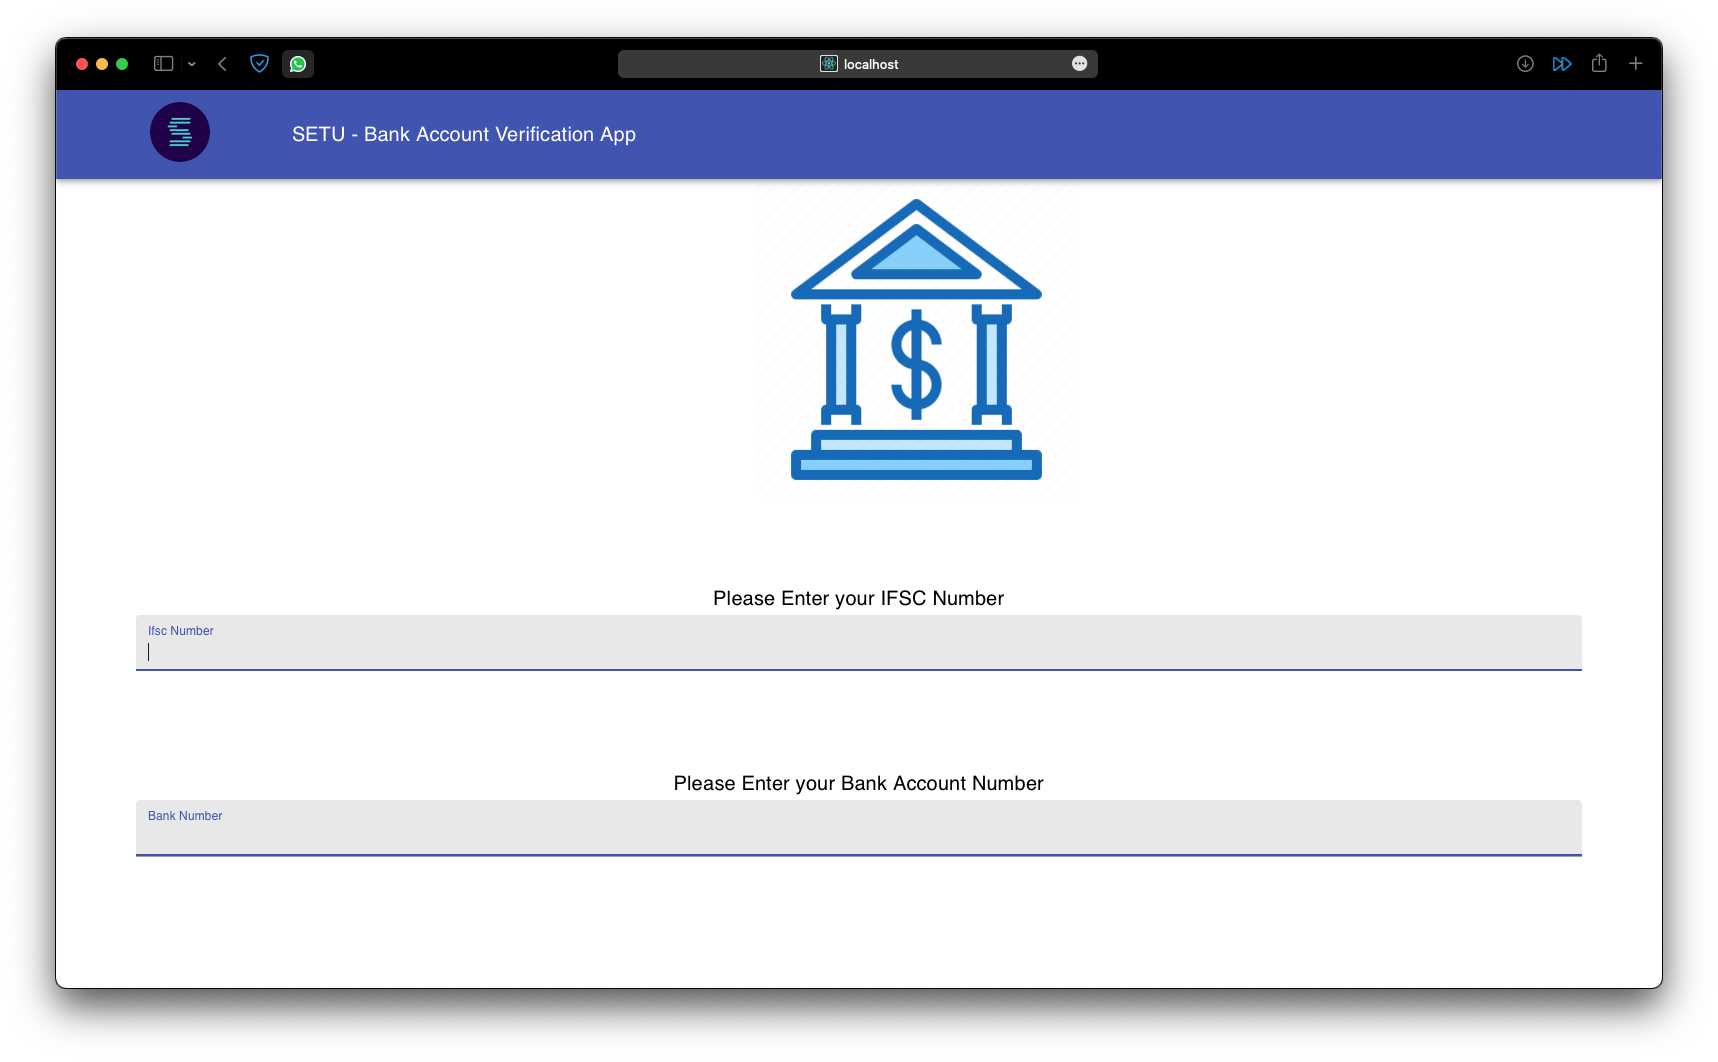 localhost
SETU - Bank Account Verification App
$
Please Enter your IFSC Number
Ifsc Number
Please Enter your Bank Account Number
Bank Number